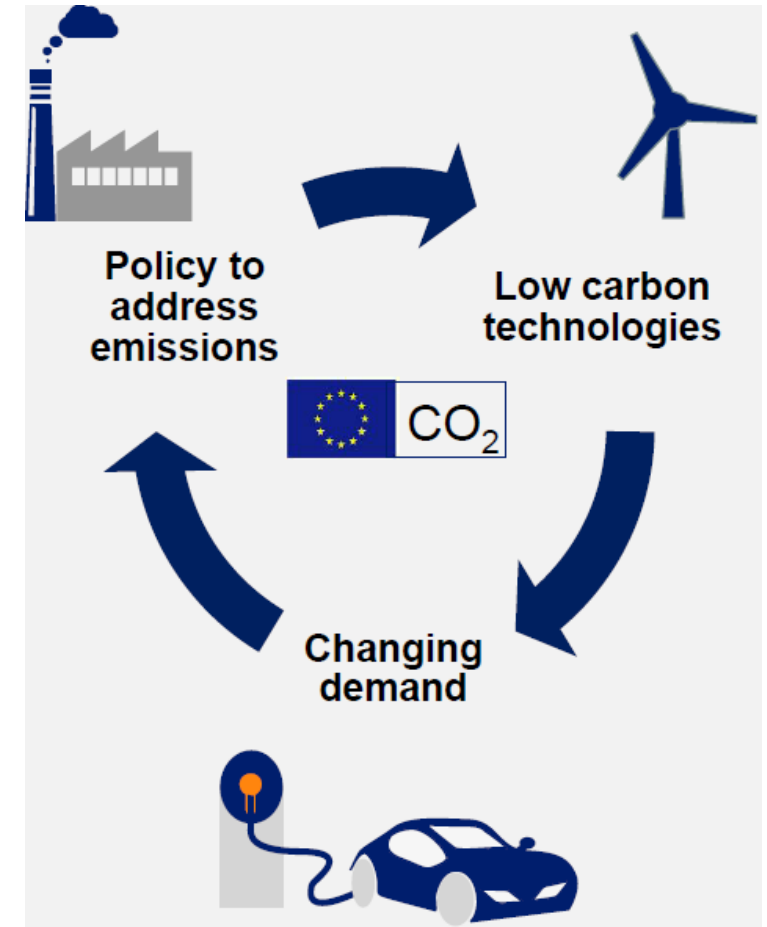 Policy to
address
emissions
Low carbon
technologies
CO₂
Changing
demand